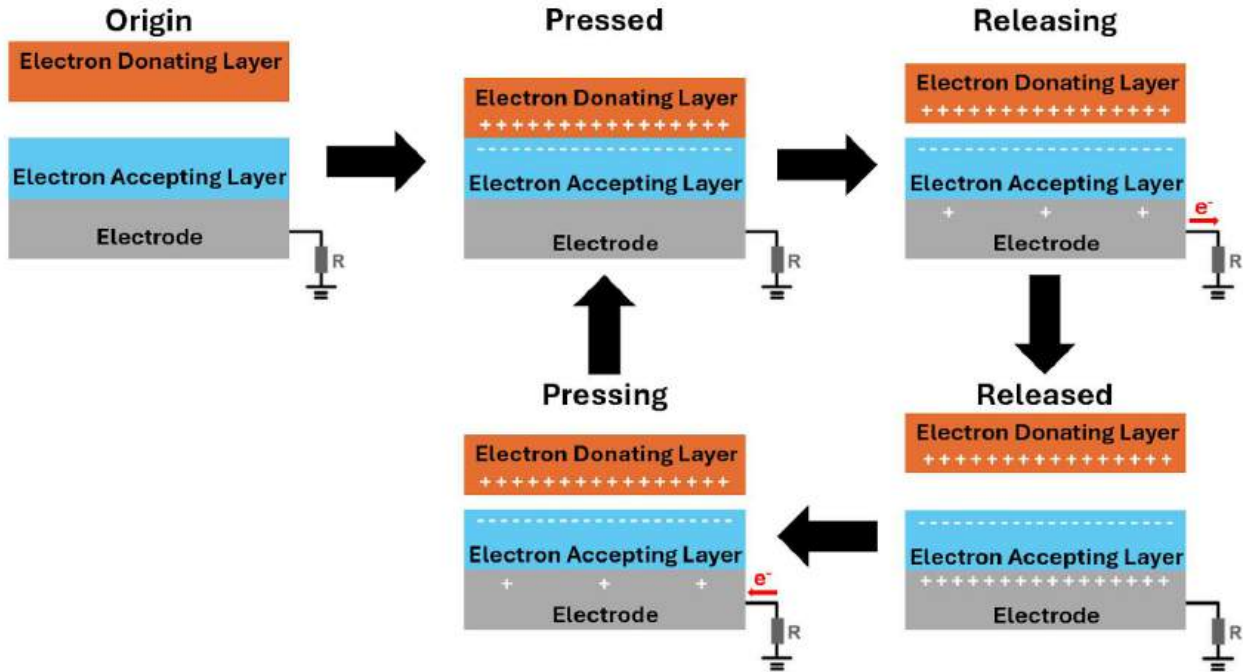 Origin
Electron Donating Layer
Electron Accepting Layer
Electrode
R
Pressed
Electron Donating Layer
++++++++++++++++
----------------
Electron Accepting Layer
Electrode
R
Releasing
Electron Donating Layer
++++++++++++++++
----------------
Electron Accepting Layer
+ + +
e-
Electrode
R
Pressing
Electron Donating Layer
++++++++++++++++
----------------
Electron Accepting Layer
+ + +
e-
Electrode
R
Released
Electron Donating Layer
++++++++++++++++
----------------
Electron Accepting Layer
++++++++++++++++
Electrode
R